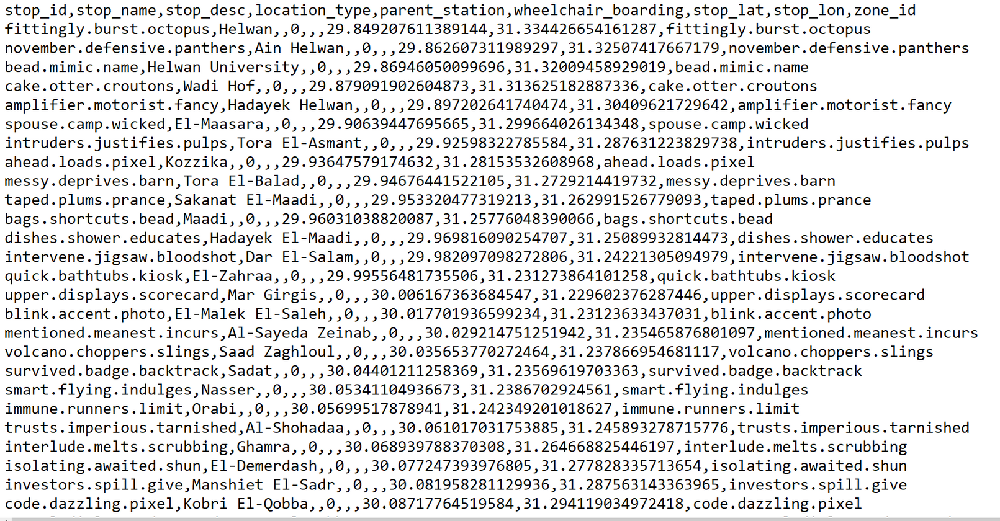 stop_id,stop_name,stop_desc,location_type,parent_station,wheelchair_boarding,stop_lat,stop_lon,zone_id
fittingly.burst.octopus,Helwan,,0,,,29.849207611389144,31.334426654161287,fittingly.burst.octopus
november.defensive.panthers,Ain Helwan,,0,,,29.862607311989297,31.32507417667179,november.defensive.panthers
bead.mimic.name,Helwan University,,0,,,29.86946050099696,31.32009458929019,bead.mimic.name
cake.otter.croutons,Wadi Hof,,0,,,29.879091902604873,31.313625182887336,cake.otter.croutons
amplifier.motorist.fancy,Hadayek Helwan,,0,,,29.897202641740474,31.30409621729642,amplifier.motorist.fancy
spouse.camp.wicked,El-Maasara,,0,,,29.90639447695665,31.299664026134348,spouse.camp.wicked
intruders.justifies.pulps,Tora El-Asmant,,0,,,29.92598322785584,31.287631223829738,intruders.justifies.pulps
ahead.loads.pixel,Kozzika,,0,,,29.93647579174632,31.28153532608968,ahead.loads.pixel
messy.deprives.barn,Tora El-Balad,,0,,,29.94676441522105,31.2729214419732,messy.deprives.barn
taped.plums.prance,Sakanat El-Maadi,,0,,,29.953320477319213,31.262991526779093,taped.plums.prance
bags.shortcuts.bead,Maadi,,0,,,29.96031038820087,31.25776048390066,bags.shortcuts.bead
dishes.shower.educates,Hadayek El-Maadi,,0,,,29.969816090254707,31.25089932814473,dishes.shower.educates
intervene.jigsaw.bloodshot,Dar El-Salam,,0,,,29.982097098272806,31.24221305094979,intervene.jigsaw.bloodshot
quick.bathtubs.kiosk,El-Zahraa,,0,,,29.99556481735506,31.231273864101258,quick.bathtubs.kiosk
upper.displays.scorecard,Mar Girgis,,0,,,30.006167363684547,31.229602376287446,upper.displays.scorecard
blink.accent.photo,El-Malek El-Saleh,,0,,,30.017701936599234,31.23123633437031,blink.accent.photo
mentioned.meanest.incurs,Al-Sayeda Zeinab,,0,,,30.029214751251942,31.235465876801097,mentioned.meanest.incurs
volcano.choppers.slings,Saad Zaghloul,,0,,,30.035653770272464,31.237866954681117,volcano.choppers.slings
survived.badge.backtrack,Sadat,,0,,,30.04401211258369,31.23569619703363,survived.badge.backtrack
smart.flying.indulges,Nasser,,0,,,30.05341104936673,31.2386702924561,smart.flying.indulges
immune.runners.limit,Orabi,,0,,,30.05699517878941,31.242349201018627,immune.runners.limit
trusts.imperious.tarnished,Al-Shohadaa,,0,,,30.061017031753885,31.245893278715776,trusts.imperious.tarnished
interlude.melts.scrubbing,Ghamra,,0,,,30.068939788370308,31.264668825446197,interlude.melts.scrubbing
isolating.awaited.shun,El-Demerdash,,0,,,30.077247393976805,31.277828335713654,isolating.awaited.shun
investors.spill.give,Manshiet El-Sadr,,0,,,30.081958281129936,31.287563143363965,investors.spill.give
code.dazzling.pixel,Kobri El-Qobba,,0,,,30.08717764519584,31.294119034972418,code.dazzling.pixel